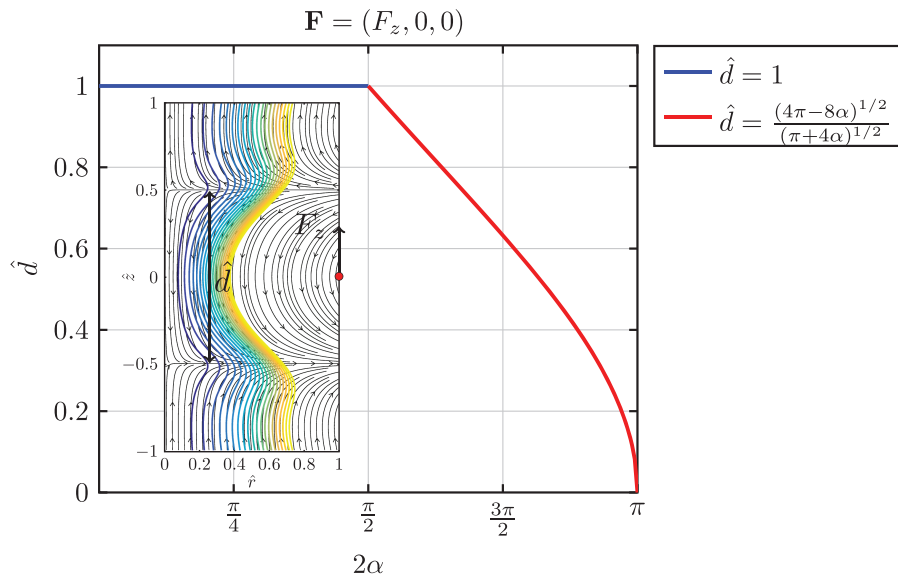 F = (F_z, 0, 0)
d̂ = 1
d̂ = (4π−8α)^{1/2} / (π+4α)^{1/2}
1
0.8
0.6
0.4
0.2
0
d̂
1
0.5
0
−0.5
−1
ẑ
F_z
d̂
0 0.2 0.4 0.6 0.8 1
r̂
π/4 π/2 3π/2 π
2α